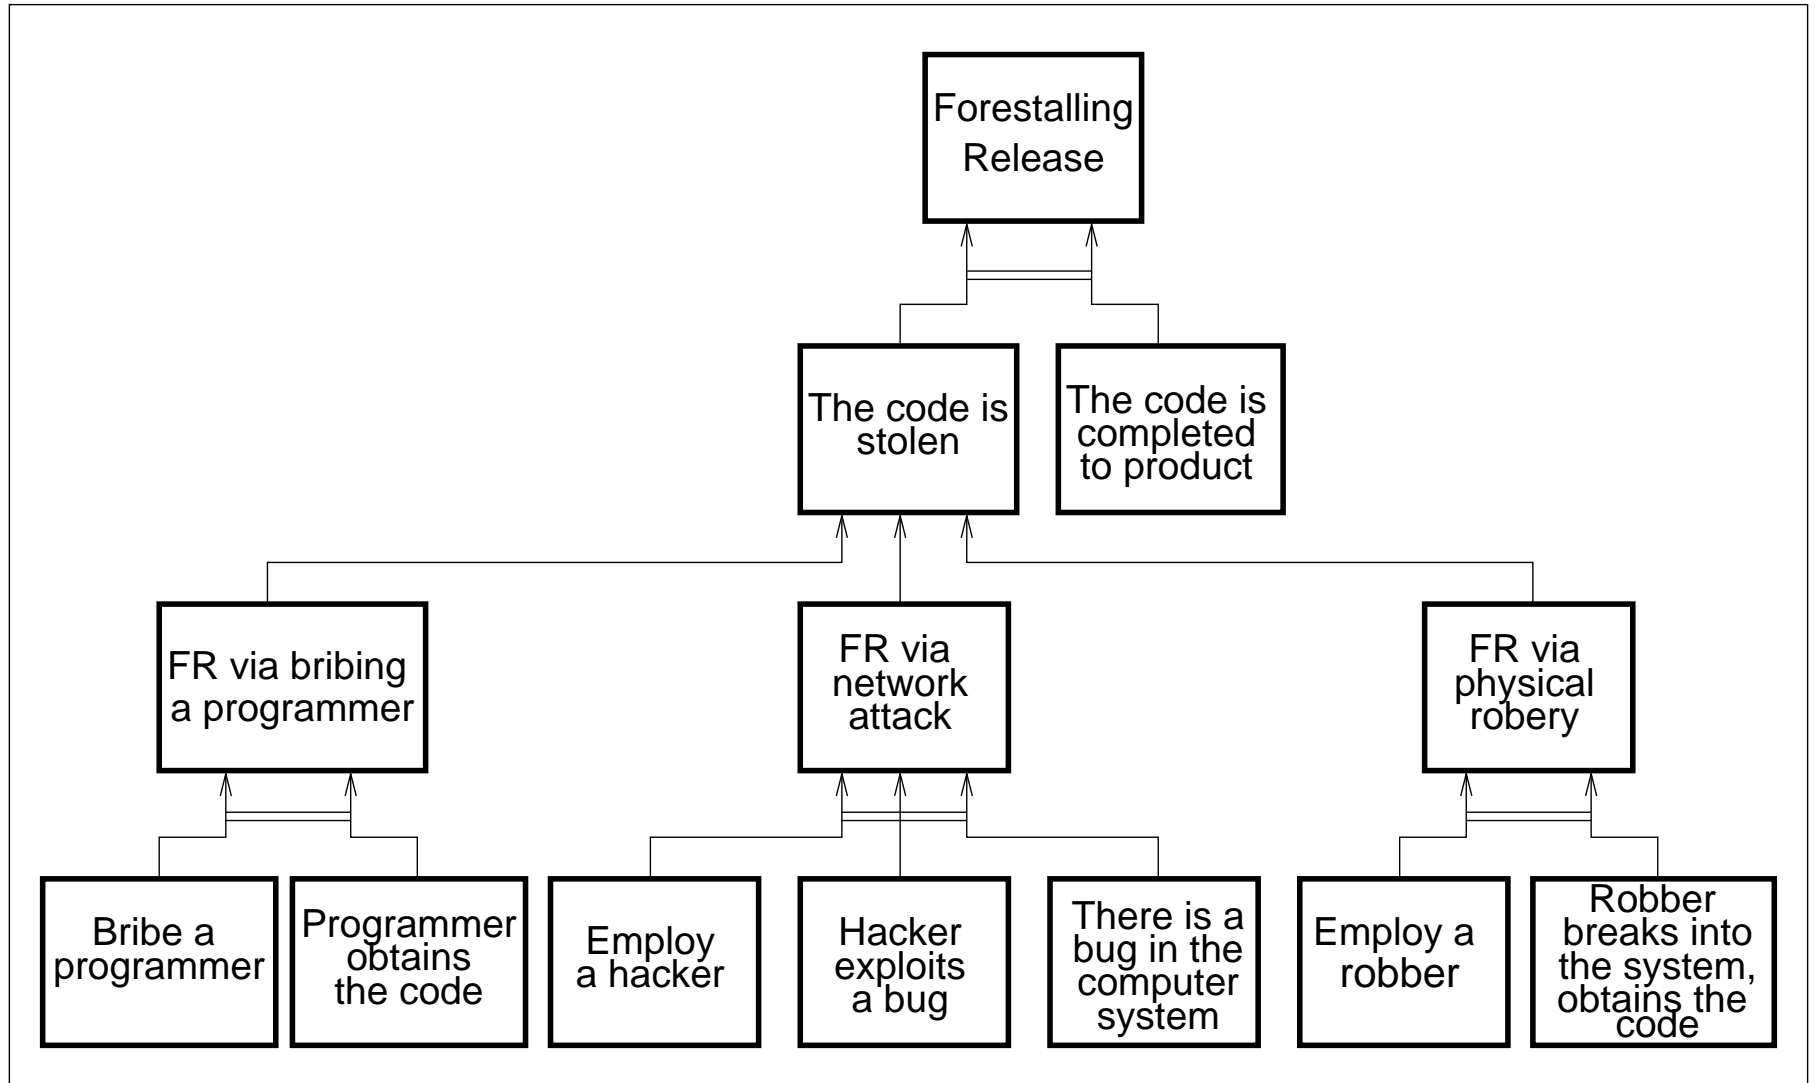 Forestalling
Release
The code is
stolen
The code is
completed
to product
FR via bribing
a programmer
FR via
network
attack
FR via
physical
robery
Bribe a
programmer
Programmer
obtains
the code
Employ
a hacker
Hacker
exploits
a bug
There is a
bug in the
computer
system
Employ a
robber
Robber
breaks into
the system,
obtains the
code